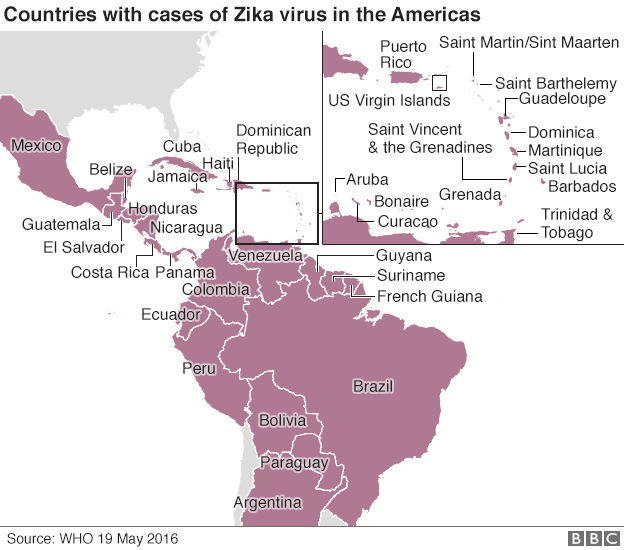 Countries with cases of Zika virus in the Americas
Puerto
Rico
Saint Martin/Sint Maarten
Saint Barthelemy
US Virgin Islands
Guadeloupe
Saint Vincent
& the Grenadines
Dominica
Martinique
Saint Lucia
Barbados
Grenada
Aruba
Bonaire
Curacao
Trinidad &
Tobago
Mexico
Cuba
Dominican
Republic
Haiti
Belize
Jamaica
Honduras
Guatemala
Nicaragua
El Salvador
Costa Rica
Panama
Venezuela
Guyana
Suriname
French Guiana
Colombia
Ecuador
Peru
Brazil
Bolivia
Paraguay
Argentina
Source: WHO 19 May 2016
BBC